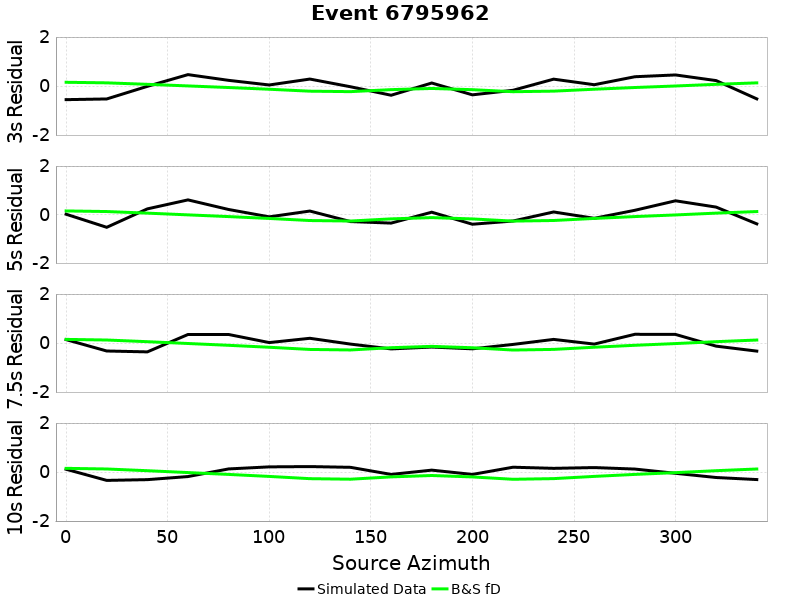 Event 6795962
3s Residual
2
0
-2
5s Residual
2
0
-2
7.5s Residual
2
0
-2
10s Residual
2
0
-2
0 50 100 150 200 250 300
Source Azimuth
Simulated Data B&S fD